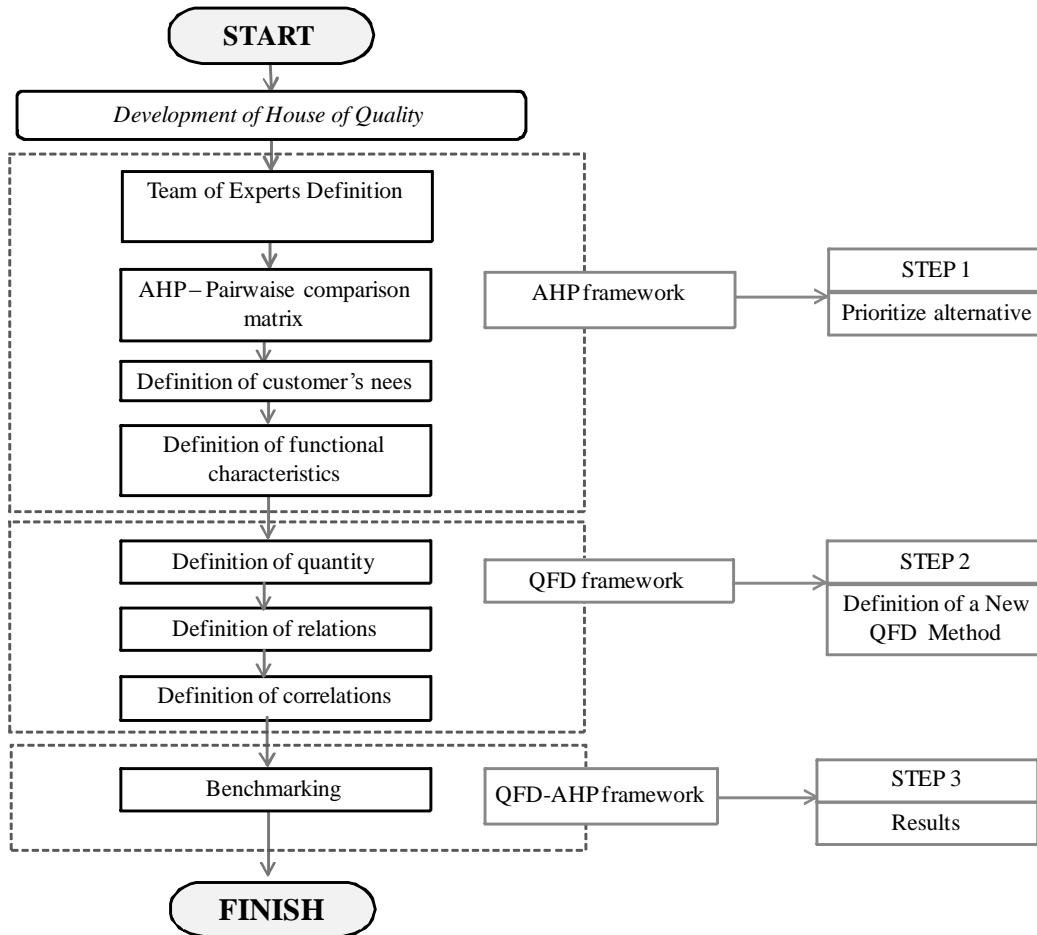 START
Development of House of Quality
Team of Experts Definition
AHP – Pairwaise comparison
matrix
Definition of customer’s nees
Definition of functional
characteristics
AHP framework
STEP 1
Prioritize alternative
Definition of quantity
Definition of relations
Definition of correlations
QFD framework
STEP 2
Definition of a New
QFD Method
Benchmarking
QFD-AHP framework
STEP 3
Results
FINISH